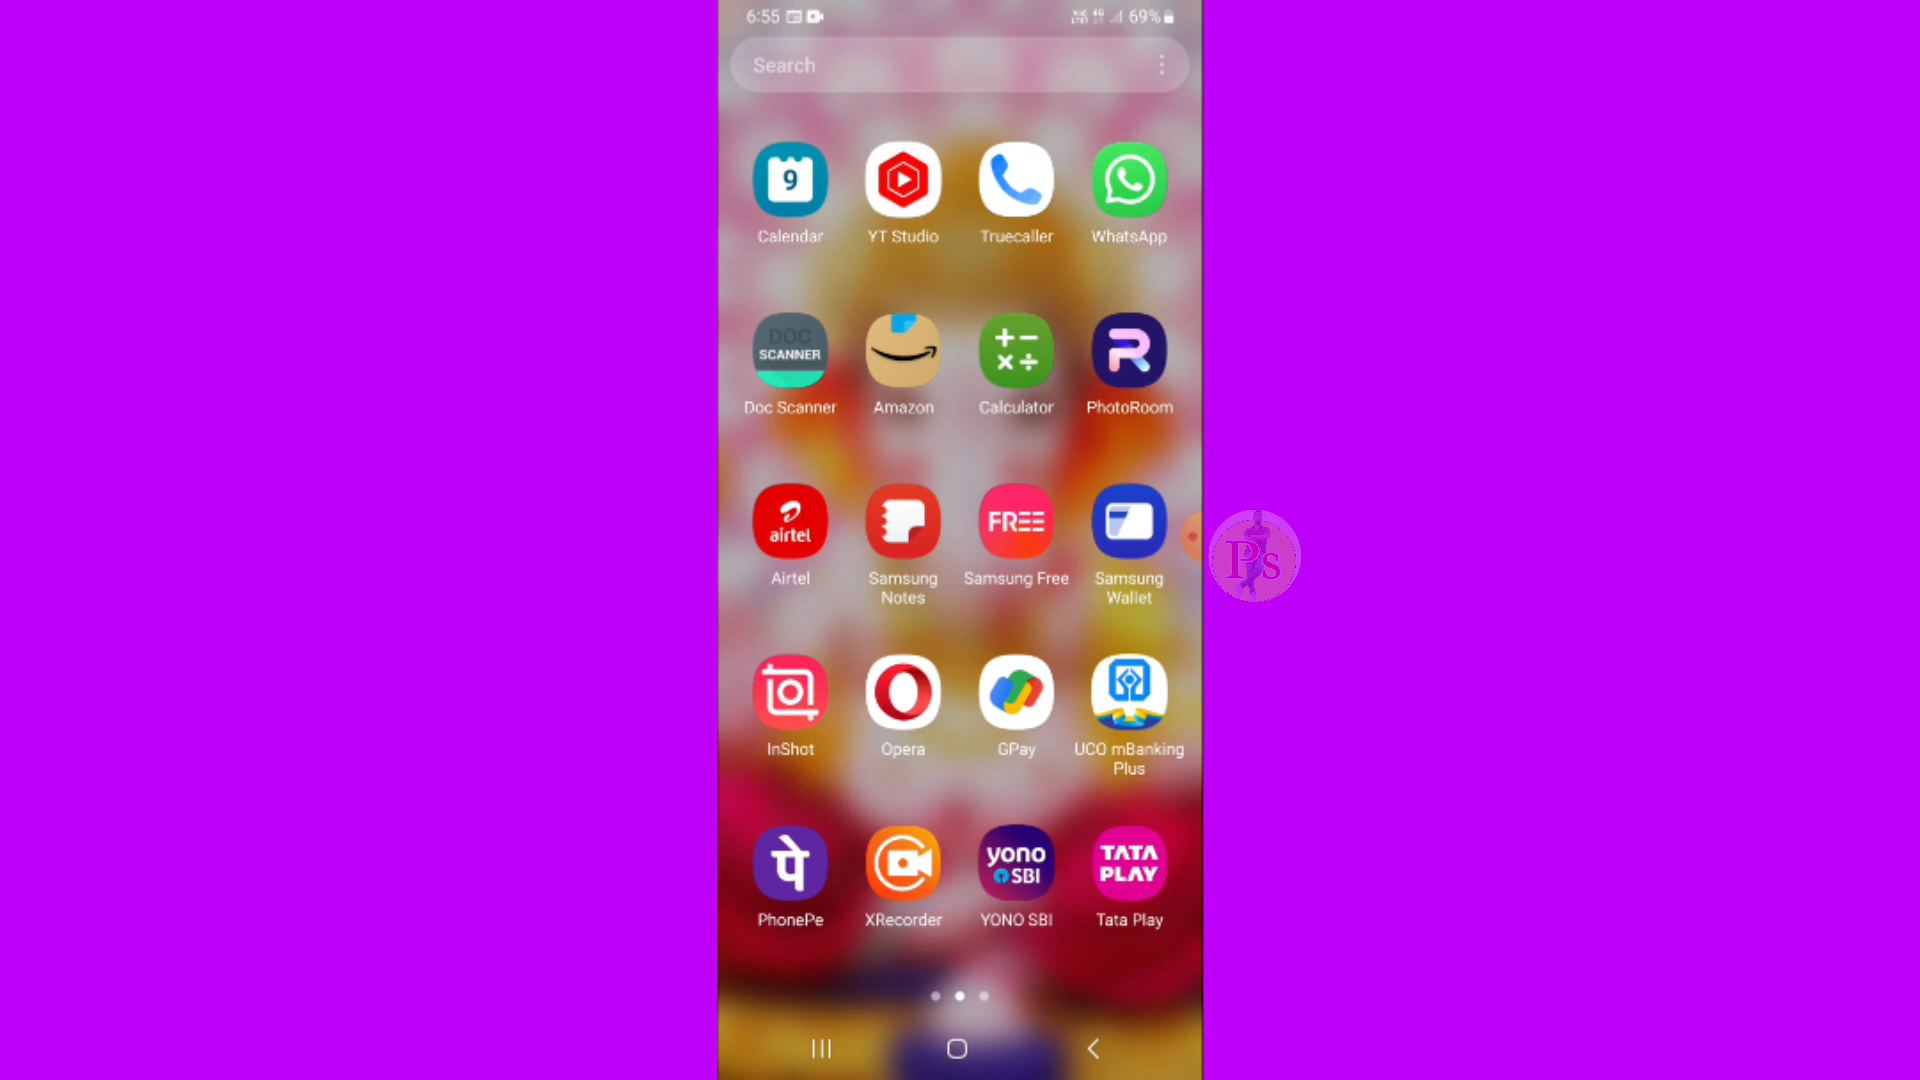 6:55
4G 69%
Search
9
Calendar YT Studio Truecaller WhatsApp
DOC
SCANNER
Doc Scanner Amazon Calculator PhotoRoom
airtel FREE
Airtel Samsung Notes Samsung Free Samsung Wallet
InShot Opera GPay UCO mBanking Plus
पे yono SBI TATA PLAY
PhonePe XRecorder YONO SBI Tata Play
Ps